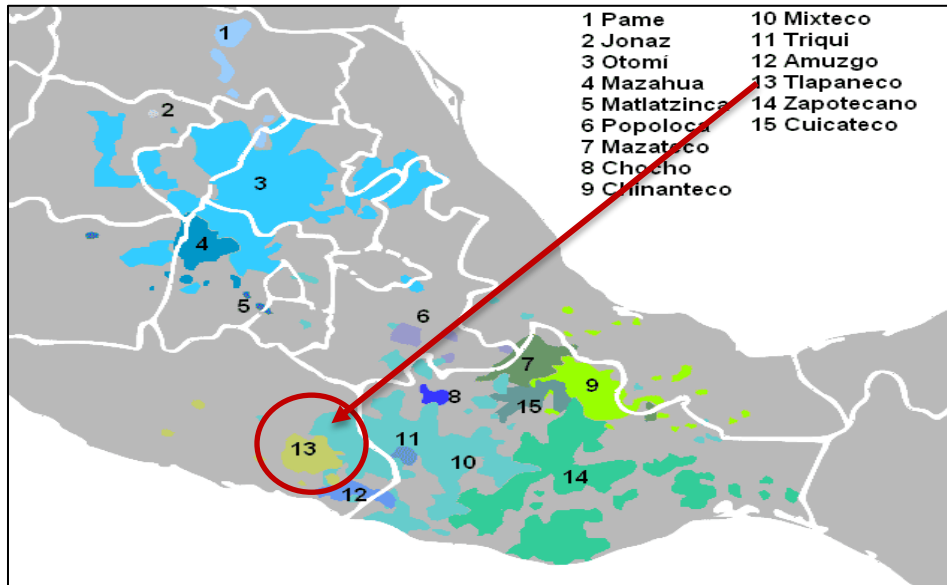 1 Pame
2 Jonaz
3 Otomí
4 Mazahua
5 Matlatzinca
6 Popoloca
7 Mazateco
8 Chocho
9 Chinanteco
10 Mixteco
11 Triqui
12 Amuzgo
13 Tlapaneco
14 Zapotecano
15 Cuicateco
1
2
3
4
5
6
7
8
9
15
13
11
10
14
12